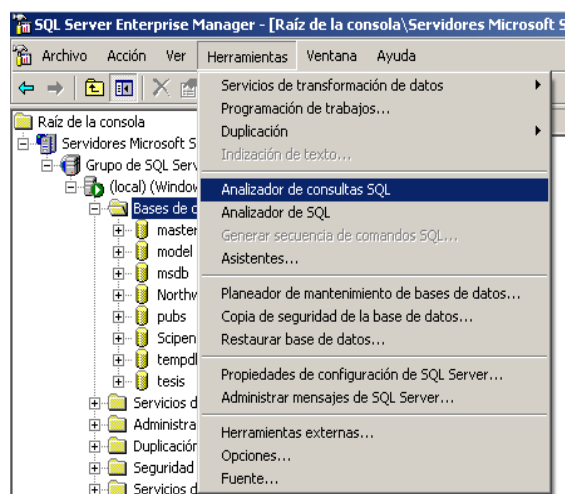 SQL Server Enterprise Manager - [Raíz de la consola\Servidores Microsoft S
Archivo Acción Ver Herramientas Ventana Ayuda
Raíz de la consola
Servidores Microsoft S
Grupo de SQL Serv
(local) (Window
Bases de d
master
model
msdb
Northw
pubs
Scipen
tempd
tesis
Servicios d
Administra
Duplicación
Seguridad
Servicios d
Servicios de transformación de datos
Programación de trabajos...
Duplicación
Indización de texto...
Analizador de consultas SQL
Analizador de SQL
Generar secuencia de comandos SQL...
Asistentes...
Planeador de mantenimiento de bases de datos...
Copia de seguridad de la base de datos...
Restaurar base de datos...
Propiedades de configuración de SQL Server...
Administrar mensajes de SQL Server...
Herramientas externas...
Opciones...
Fuente...